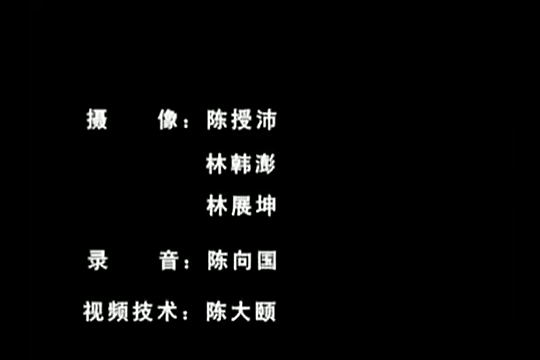 摄 像：陈授沛
林韩澎
林展坤
录 音：陈向国
视频技术：陈大颐